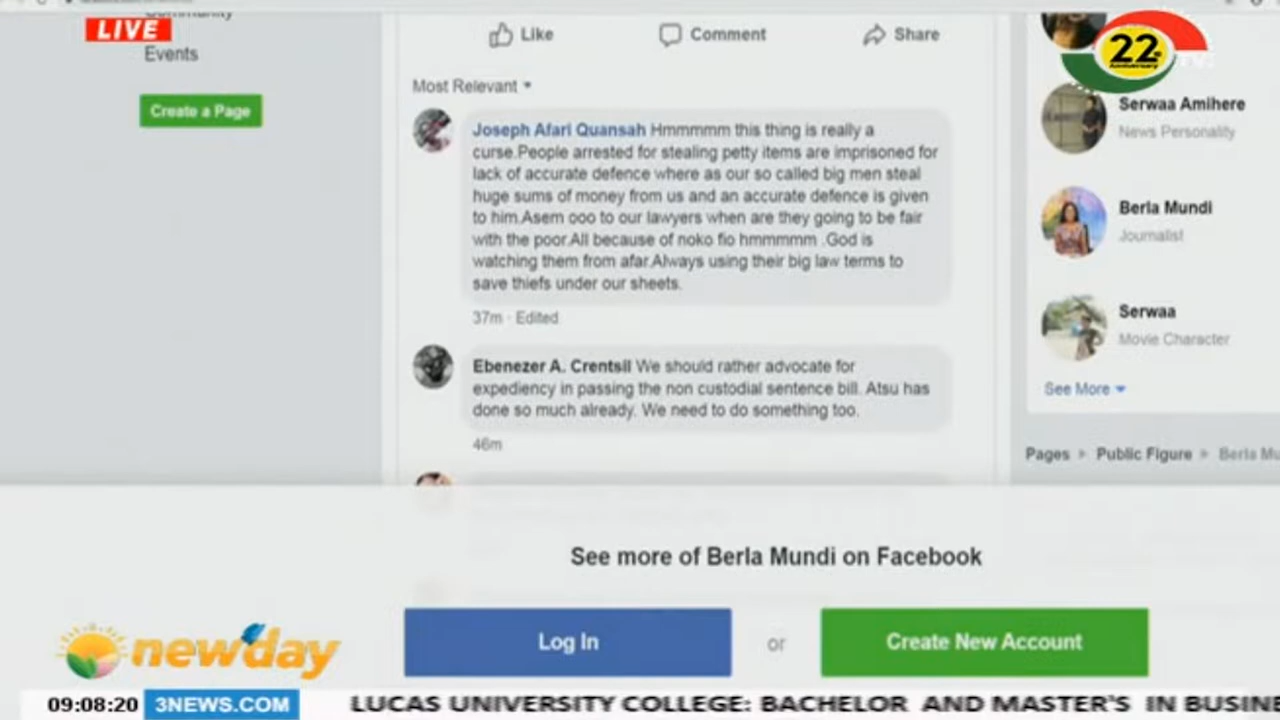 Community
LIVE
Events
Create a Page
Like
Comment
Share
22
Anniversary
Most Relevant
Joseph Afari Quansah Hmmmmm this thing is really a
curse.People arrested for stealing petty items are imprisoned for
lack of accurate defence where as our so called big men steal
huge sums of money from us and an accurate defence is given
to him.Asem ooo to our lawyers when are they going to be fair
with the poor.All because of noko fio hmmmmm .God is
watching them from afar.Always using their big law terms to
save thiefs under our sheets.
37m · Edited
Ebenezer A. Crentsil We should rather advocate for
expediency in passing the non custodial sentence bill. Atsu has
done so much already. We need to do something too.
46m
Serwaa Amihere
News Personality
Berla Mundi
Journalist
Serwaa
Movie Character
See More
Pages
Public Figure
Berla Mu
See more of Berla Mundi on Facebook
Log In
or
Create New Account
newday
09:08:20
3NEWS.COM
LUCAS UNIVERSITY COLLEGE: BACHELOR AND MASTER'S IN BUSINE